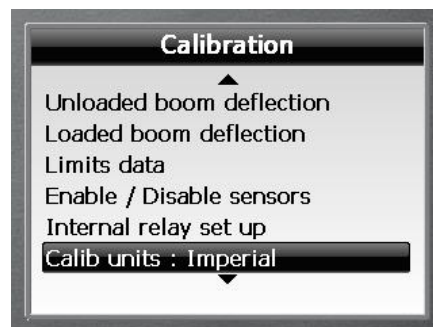 Calibration
Unloaded boom deflection
Loaded boom deflection
Limits data
Enable / Disable sensors
Internal relay set up
Calib units : Imperial